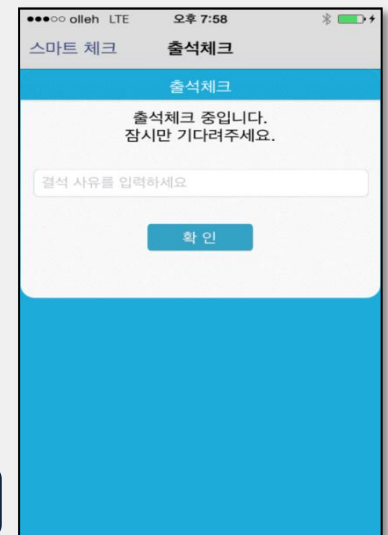 olleh LTE 오후 7:58
스마트 체크 출석체크
출석체크
출석체크 중입니다.
잠시만 기다려주세요.
결석 사유를 입력하세요
확인